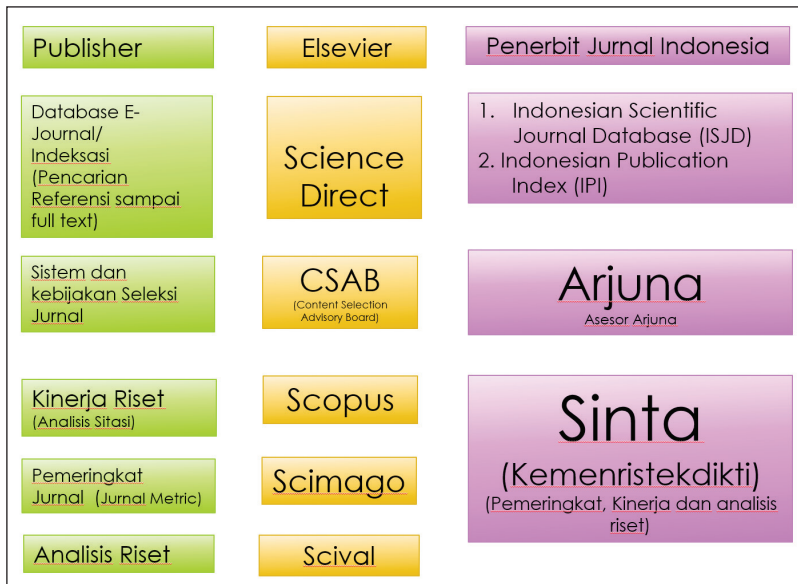 Publisher
Elsevier
Penerbit Jurnal Indonesia
Database E-
Journal/
Indeksasi
(Pencarian
Referensi sampai
full text)
Science
Direct
1. Indonesian Scientific
Journal Database (ISJD)
2. Indonesian Publication
Index (IPI)
Sistem dan
kebijakan Seleksi
Jurnal
CSAB
(Content Selection
Advisory Board)
Arjuna
Asesor Arjuna
Kinerja Riset
(Analisis Sitasi)
Scopus
Sinta
(Kemenristekdikti)
(Pemeringkat, Kinerja dan analisis
riset)
Pemeringkat
Jurnal (Jurnal Metric)
Scimago
Analisis Riset
Scival